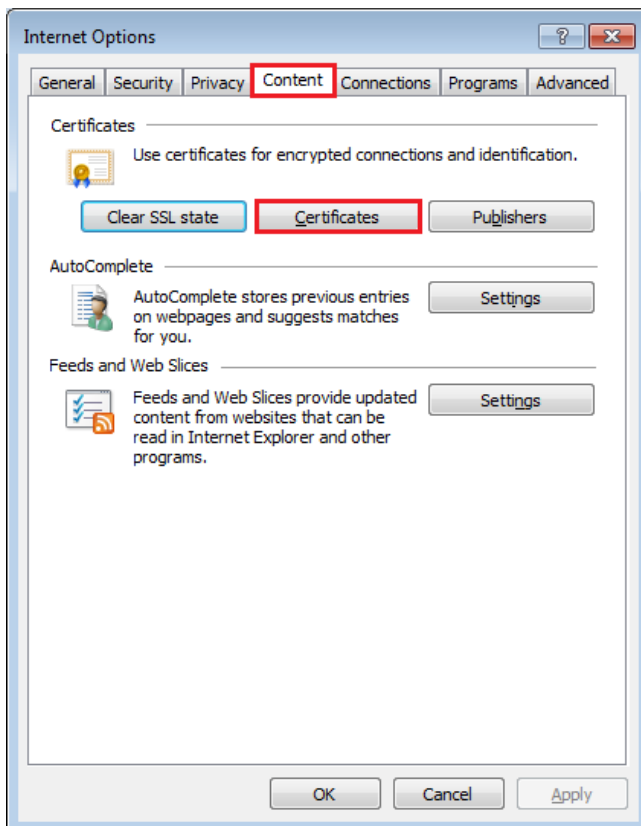 Internet Options
?
General Security Privacy Content Connections Programs Advanced
Certificates
Use certificates for encrypted connections and identification.
Clear SSL state Certificates Publishers
AutoComplete
AutoComplete stores previous entries
on webpages and suggests matches
for you.
Settings
Feeds and Web Slices
Feeds and Web Slices provide updated
content from websites that can be
read in Internet Explorer and other
programs.
Settings
OK Cancel Apply